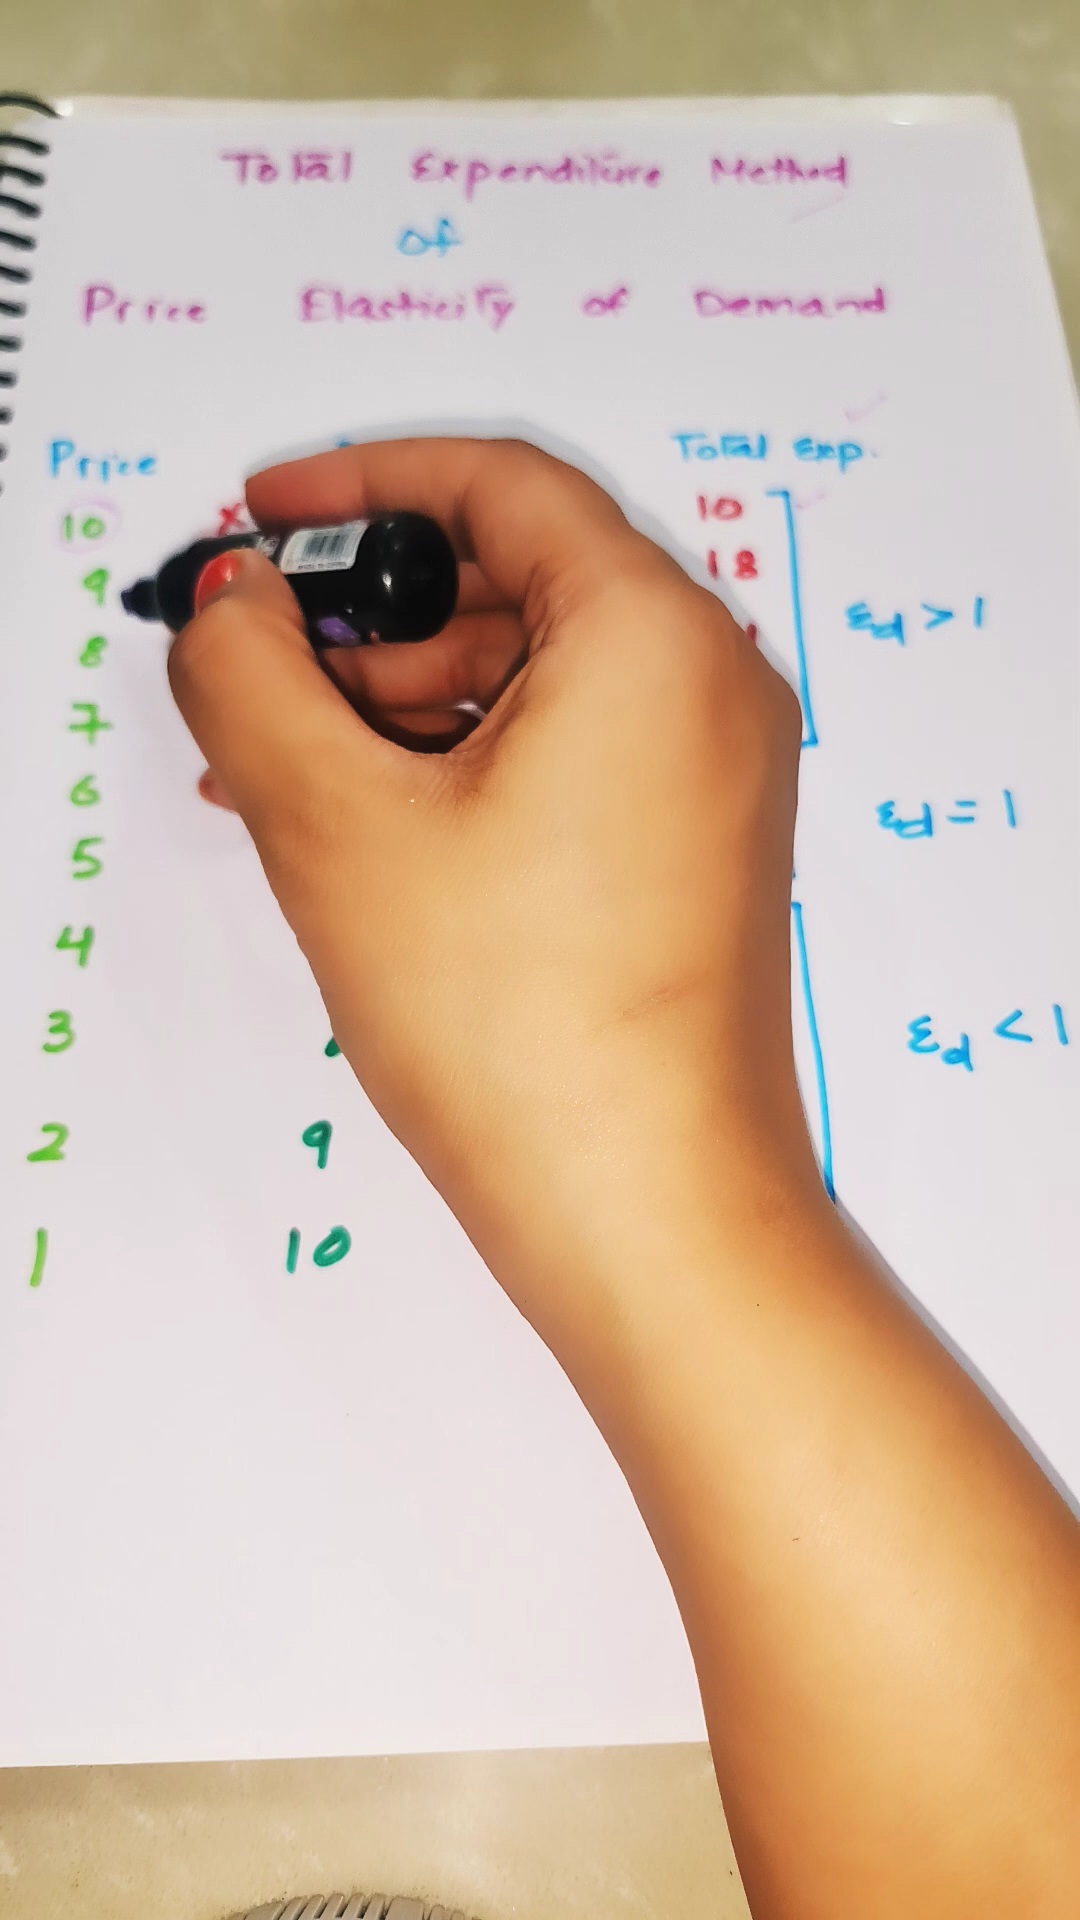 Total Expenditure Method
of
Price Elasticity of Demand
Price Total Exp.
10 x 10
9 18
8 Ed > 1
7
6 Ed = 1
5
4
3 Ed < 1
2 9
1 10